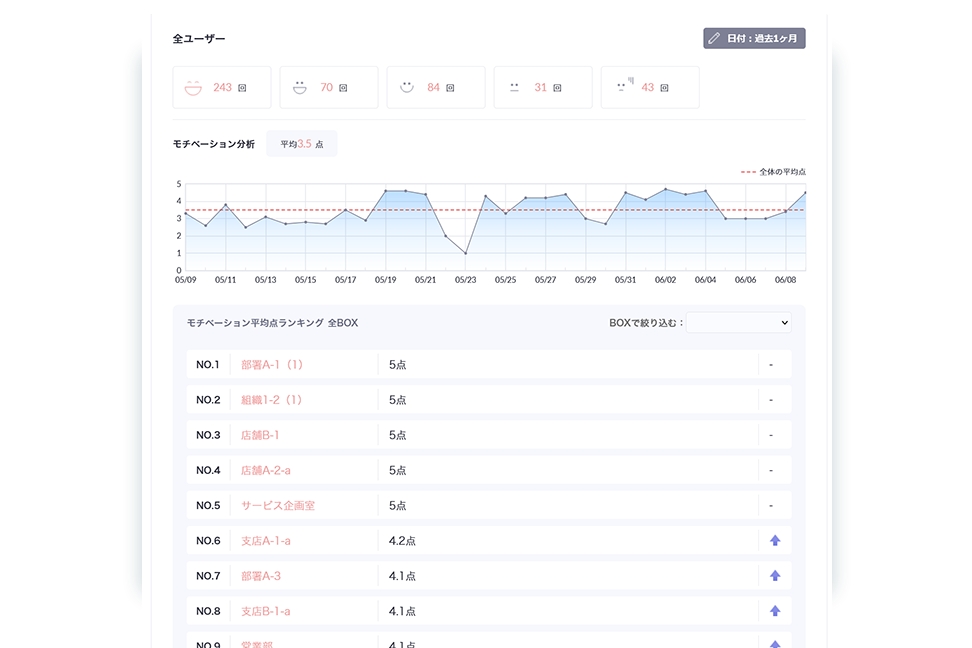 全ユーザー
日付：過去1ヶ月
243 回
70 回
84 回
31 回
43 回
モチベーション分析
平均3.5 点
全体の平均点
5
4
3
2
1
0
05/09 05/11 05/13 05/15 05/17 05/19 05/21 05/23 05/25 05/27 05/29 05/31 06/02 06/04 06/06 06/08
モチベーション平均点ランキング 全BOX
BOXで絞り込む：
NO.1 部署A-1（1） 5点 -
NO.2 組織1-2（1） 5点 -
NO.3 店舗B-1 5点 -
NO.4 店舗A-2-a 5点 -
NO.5 サービス企画室 5点 -
NO.6 支店A-1-a 4.2点
NO.7 部署A-3 4.1点
NO.8 支店B-1-a 4.1点
NO.9 営業部 4.1点